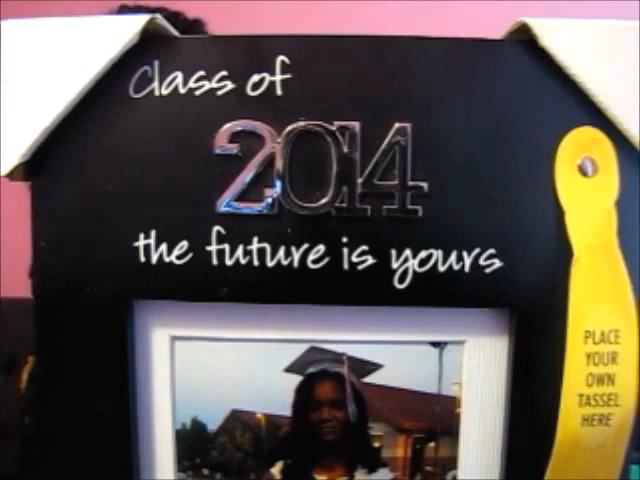 class of
2014
the future is yours
PLACE
YOUR
OWN
TASSEL
HERE